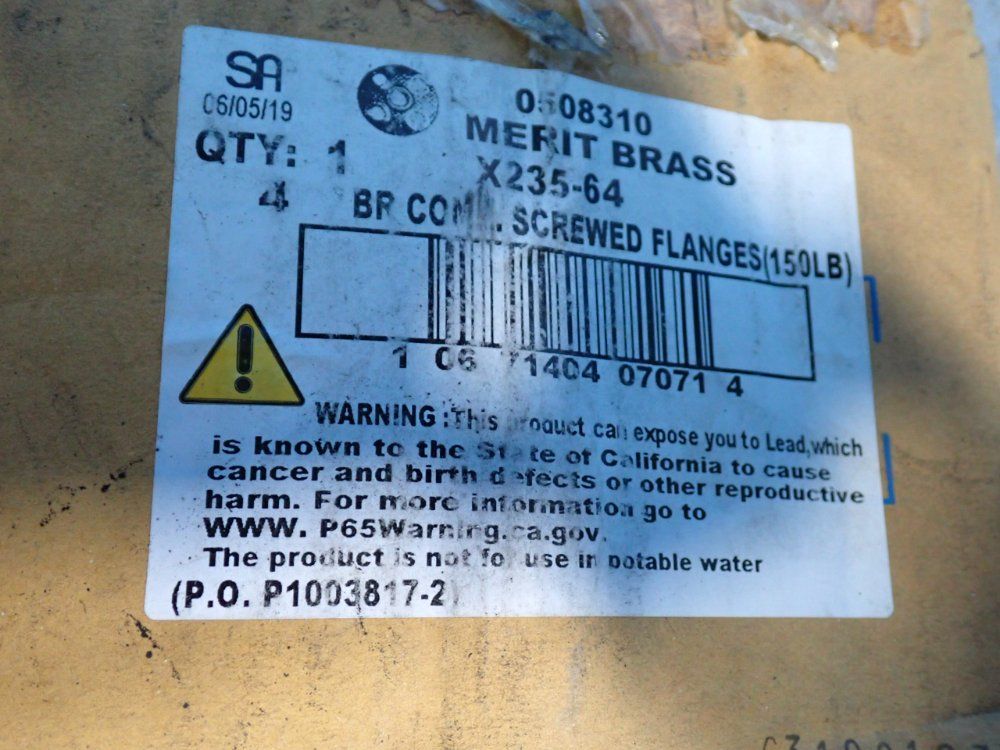 SA
06/05/19
0508310
MERIT BRASS
QTY: 1
X235-64
4 BR COMM. SCREWED FLANGES(150LB)
1 06 71404 07071 4
WARNING :This product can expose you to Lead,which
is known to the State of California to cause
cancer and birth defects or other reproductive
harm. For more information go to
WWW. P65Warning.ca.gov.
The product is not for use in potable water
(P.O. P1003817-2)